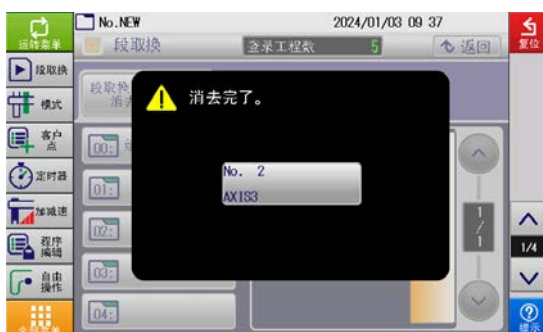 No.NEW
2024/01/03 09 37
运转菜单
段取换
登录工程数
5
返回
复位
段取换
模式
客户
点
定时器
加减速
程序
编辑
自由
操作
消去完了。
No. 2
AXIS3
00:
01:
02:
03:
04:
1
/
1
1/4
提示